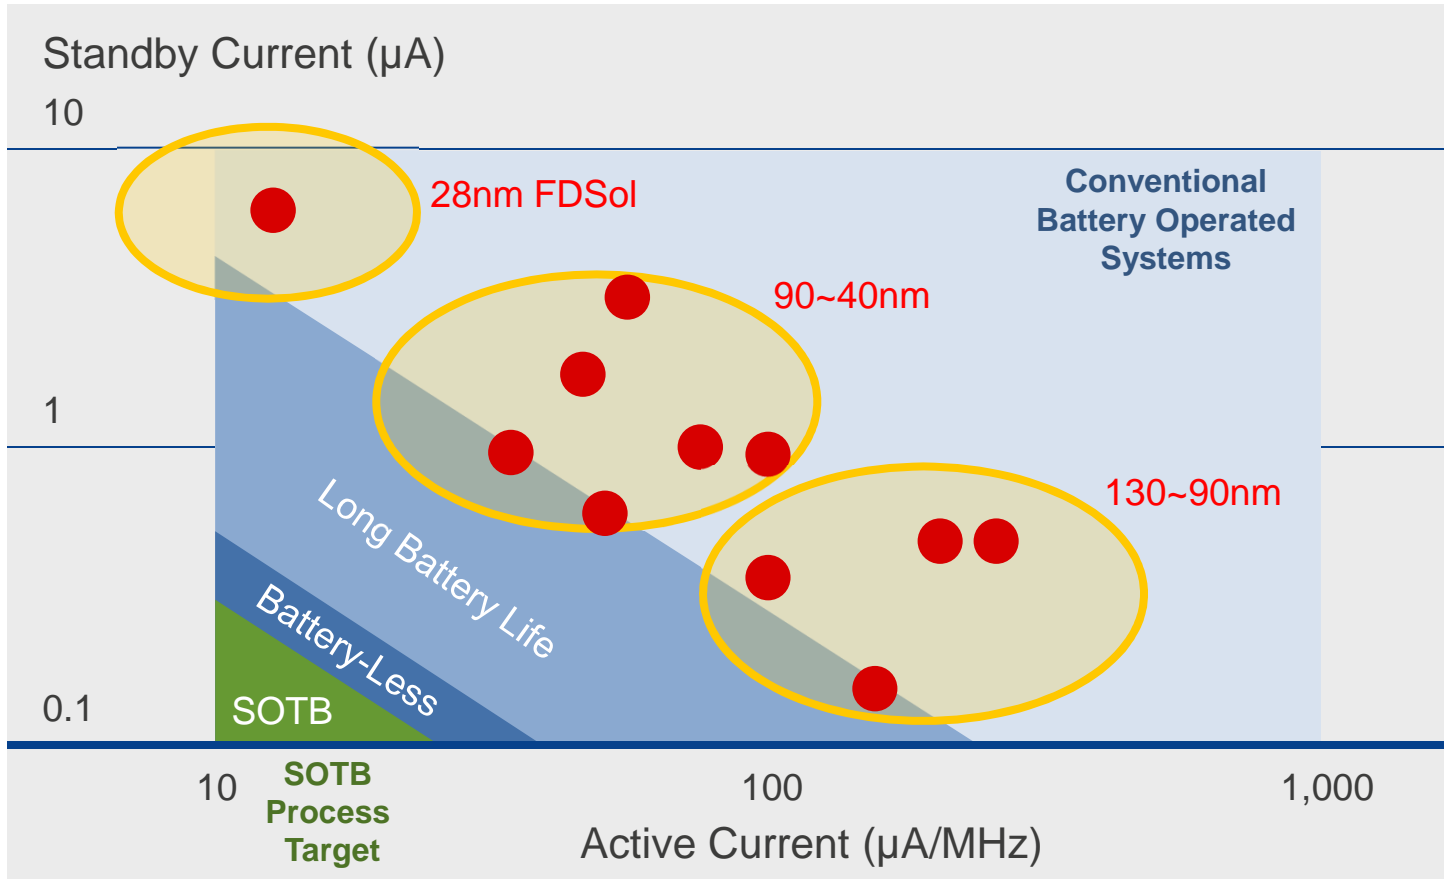 Standby Current (µA)
10
28nm FDSol
Conventional
Battery Operated
Systems
90~40nm
1
130~90nm
Long Battery Life
Battery-Less
0.1
SOTB
10
SOTB
Process
Target
100
1,000
Active Current (µA/MHz)